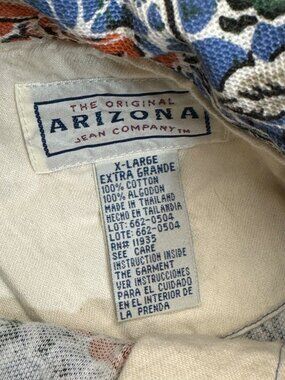 THE ORIGINAL
ARIZONA
JEAN COMPANY TM
X-LARGE
EXTRA GRANDE
100% COTTON
100% ALGODON
MADE IN THAILAND
HECHO EN TAILANDIA
LOT: 662-0504
LOTE: 662-0504
RN# 11935
SEE CARE
INSTRUCTION INSIDE
THE GARMENT
VER INSTRUCCIONES
PARA EL CUIDADO
EN EL INTERIOR DE
LA PRENDA